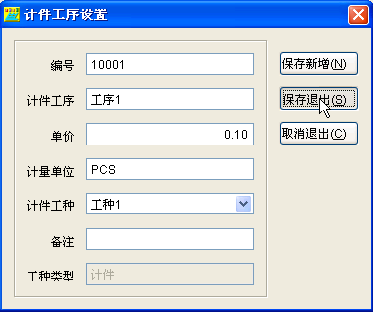 计件工序设置
编号 10001 保存新增(N)
计件工序 工序1 保存退出(S)
单价 0.10 取消退出(C)
计量单位 PCS
计件工种 工种1
备注
工种类型 计件